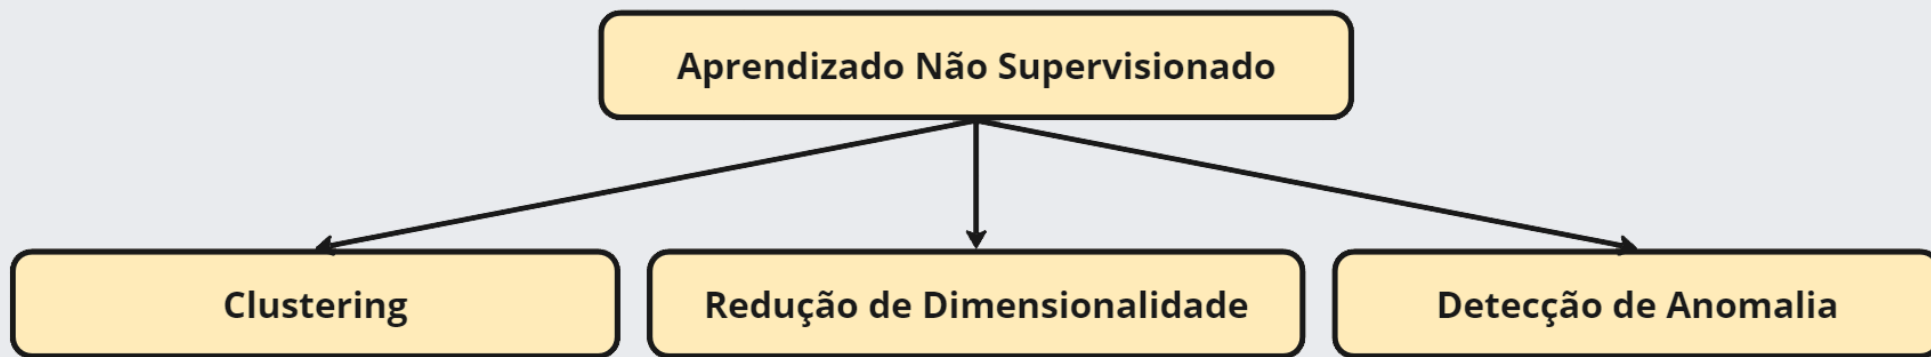 Aprendizado Não Supervisionado
Clustering
Redução de Dimensionalidade
Detecção de Anomalia